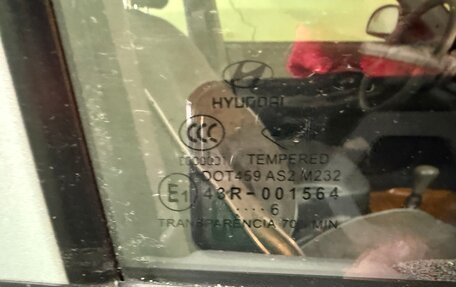 HYUNDAI
CCC
TEMPERED
DOT459 AS2 M232
E1 43R-001564
.... 6
TRANSPARENCIA 70% MIN